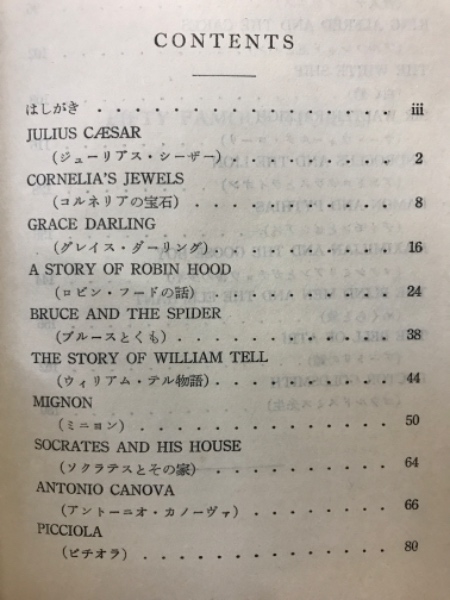 CONTENTS
はしがき . . . . . . . . . . . . . iii
JULIUS CÆSAR
(ジューリアス・シーザー) . . . . . . . . 2
CORNELIA'S JEWELS
(コルネリアの宝石) . . . . . . . . . . 8
GRACE DARLING
(グレイス・ダーリング) . . . . . . . . . 16
A STORY OF ROBIN HOOD
(ロビン・フードの話) . . . . . . . . . 24
BRUCE AND THE SPIDER
(ブルースとくも) . . . . . . . . . . . 38
THE STORY OF WILLIAM TELL
(ウィリアム・テル物語) . . . . . . . . . 44
MIGNON
(ミニヨン) . . . . . . . . . . . . . 50
SOCRATES AND HIS HOUSE
(ソクラテスとその家) . . . . . . . . . 64
ANTONIO CANOVA
(アントーニオ・カノーヴァ) . . . . . . . 66
PICCIOLA
(ピチオラ) . . . . . . . . . . . . . 80